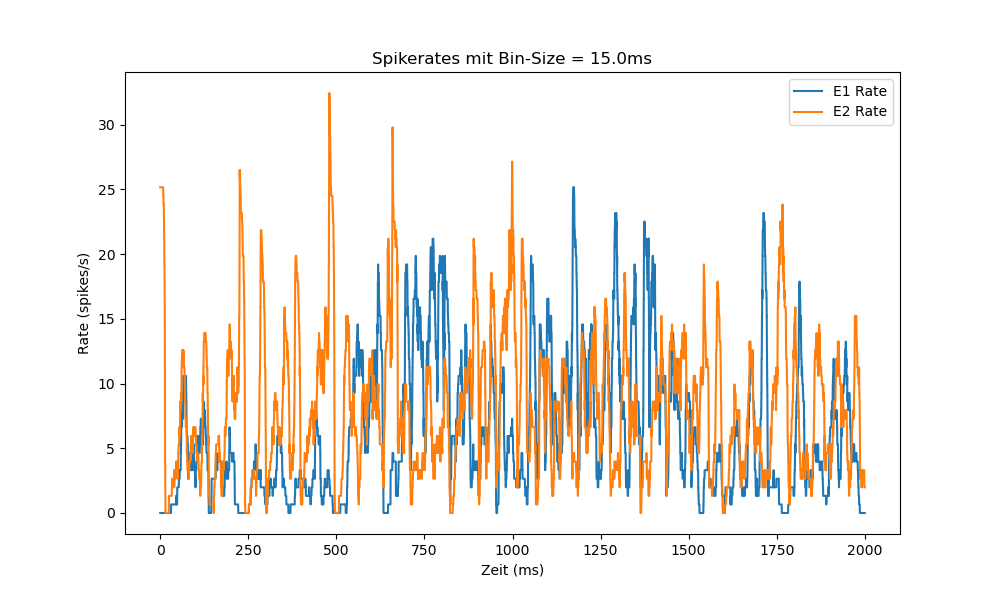 Spikerates mit Bin-Size = 15.0ms
E1 Rate
E2 Rate
Rate (spikes/s)
30
25
20
15
10
5
0
0 250 500 750 1000 1250 1500 1750 2000
Zeit (ms)